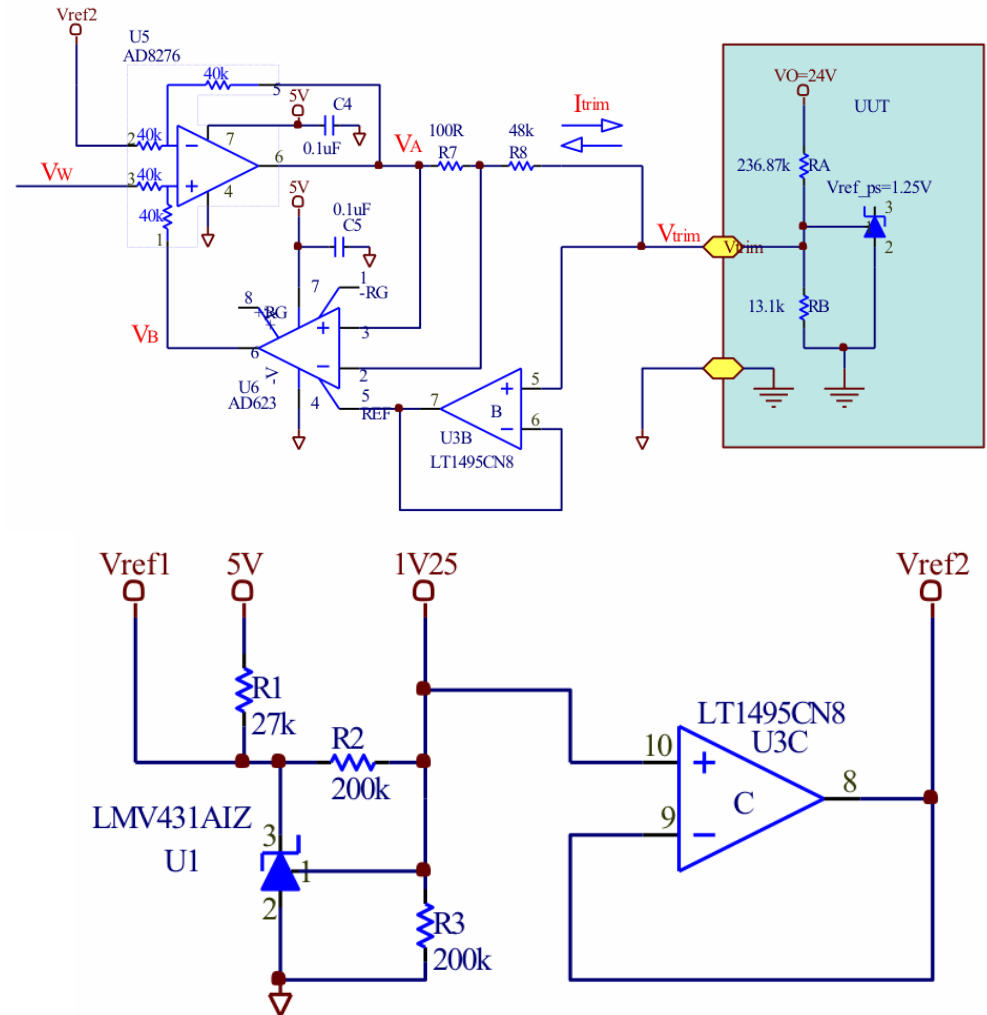 Vref2
U5
AD8276
40k
5
5V
C4
0.1uF
7
2
40k
VW
3
40k
6
4
40k
1
VA
100R
R7
48k
R8
Itrim
VO=24V
UUT
236.87k
RA
Vref_ps=1.25V
3
1
2
Vtrim
Vtrim
13.1k
RB
5V
0.1uF
C5
7
1
-RG
8
+RG
+
3
VB
6
-V
2
U6
AD623
4
5
REF
7
B
5
6
U3B
LT1495CN8
Vref1
5V
1V25
Vref2
R1
27k
R2
200k
LMV431AIZ
U1
3
1
2
R3
200k
LT1495CN8
U3C
10
C
8
9